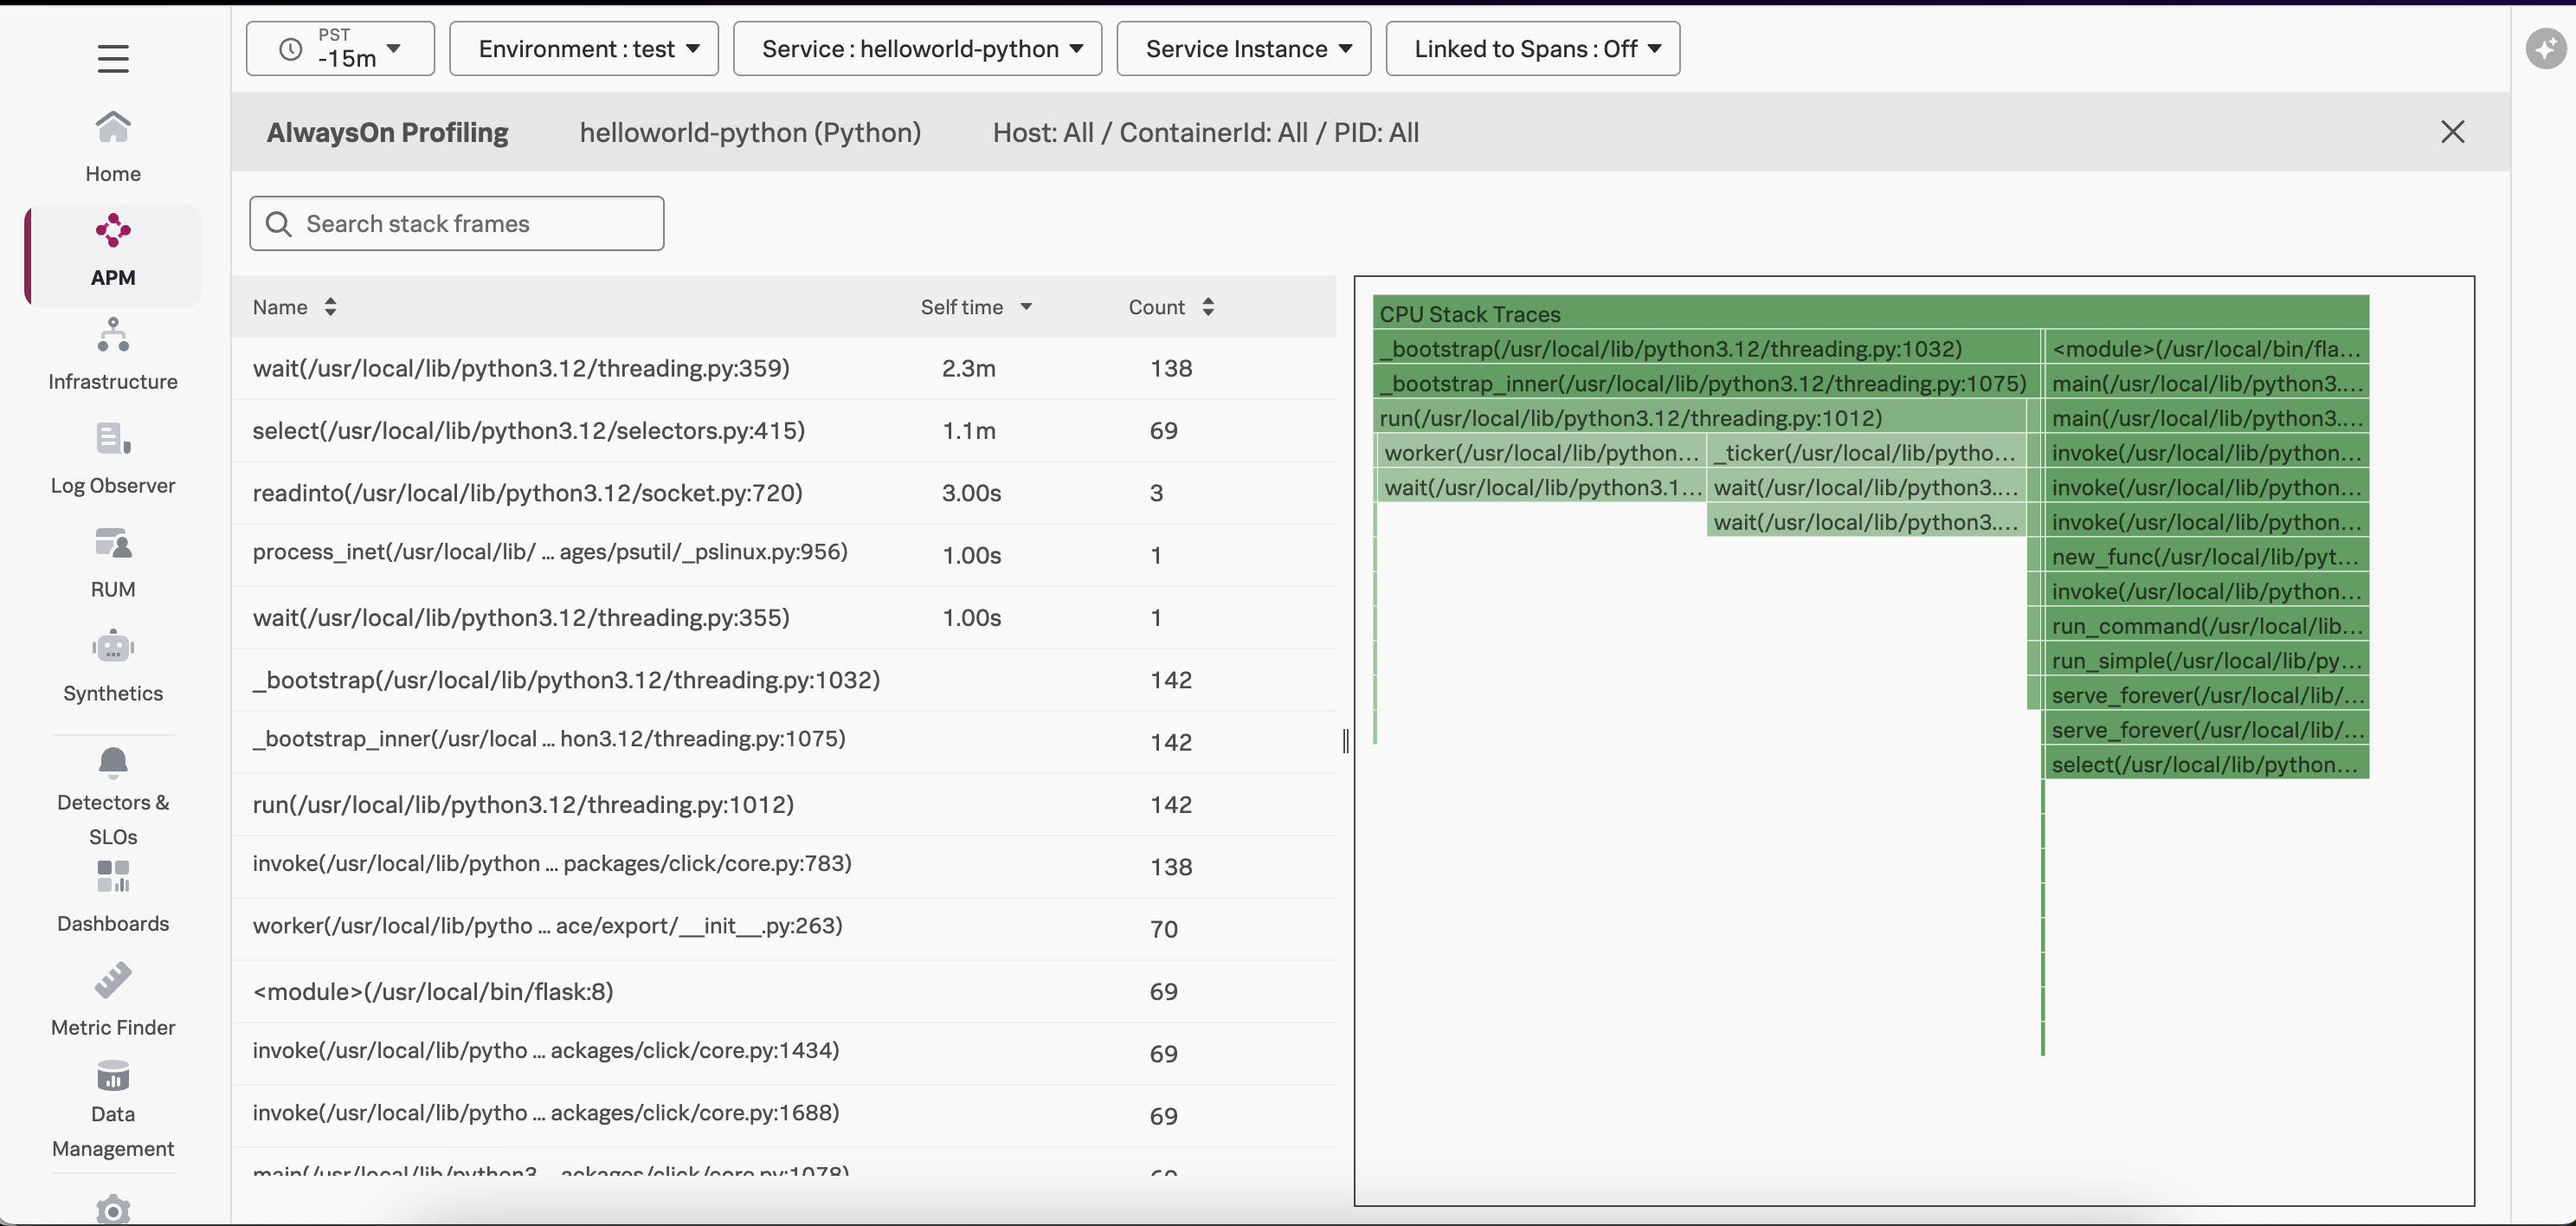 PST
-15m
Environment : test
Service : helloworld-python
Service Instance
Linked to Spans : Off
AlwaysOn Profiling
helloworld-python (Python)
Host: All / ContainerId: All / PID: All
Home
APM
Infrastructure
Log Observer
RUM
Synthetics
Detectors &
SLOs
Dashboards
Metric Finder
Data
Management
Search stack frames
Name Self time Count
wait(/usr/local/lib/python3.12/threading.py:359) 2.3m 138
select(/usr/local/lib/python3.12/selectors.py:415) 1.1m 69
readinto(/usr/local/lib/python3.12/socket.py:720) 3.00s 3
process_inet(/usr/local/lib/ ... ages/psutil/_pslinux.py:956) 1.00s 1
wait(/usr/local/lib/python3.12/threading.py:355) 1.00s 1
_bootstrap(/usr/local/lib/python3.12/threading.py:1032) 142
_bootstrap_inner(/usr/local ... hon3.12/threading.py:1075) 142
run(/usr/local/lib/python3.12/threading.py:1012) 142
invoke(/usr/local/lib/python ... packages/click/core.py:783) 138
worker(/usr/local/lib/pytho ... ace/export/__init__.py:263) 70
<module>(/usr/local/bin/flask:8) 69
invoke(/usr/local/lib/pytho ... ackages/click/core.py:1434) 69
invoke(/usr/local/lib/pytho ... ackages/click/core.py:1688) 69
main(/usr/local/lib/python3 ... ackages/click/core.py:1078) 69
CPU Stack Traces
_bootstrap(/usr/local/lib/python3.12/threading.py:1032) <module>(/usr/local/bin/fla...
_bootstrap_inner(/usr/local/lib/python3.12/threading.py:1075) main(/usr/local/lib/python3....
run(/usr/local/lib/python3.12/threading.py:1012) main(/usr/local/lib/python3....
worker(/usr/local/lib/python... _ticker(/usr/local/lib/pytho... invoke(/usr/local/lib/python...
wait(/usr/local/lib/python3.1... wait(/usr/local/lib/python3.... invoke(/usr/local/lib/python...
wait(/usr/local/lib/python3.... invoke(/usr/local/lib/python...
new_func(/usr/local/lib/pyt...
invoke(/usr/local/lib/python...
run_command(/usr/local/lib...
run_simple(/usr/local/lib/py...
serve_forever(/usr/local/lib/...
serve_forever(/usr/local/lib/...
select(/usr/local/lib/python...